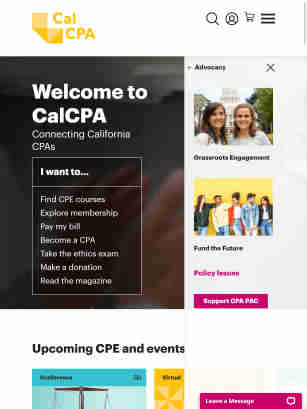 Cal
CPA
Welcome to
CalCPA
Connecting California
CPAs
I want to...
Find CPE courses
Explore membership
Pay my bill
Become a CPA
Take the ethics exam
Make a donation
Read the magazine
Advocacy
Grassroots Engagement
Fund the Future
Policy Issues
Support CPA PAC
Upcoming CPE and events
Conference
Virtual
Leave a Message